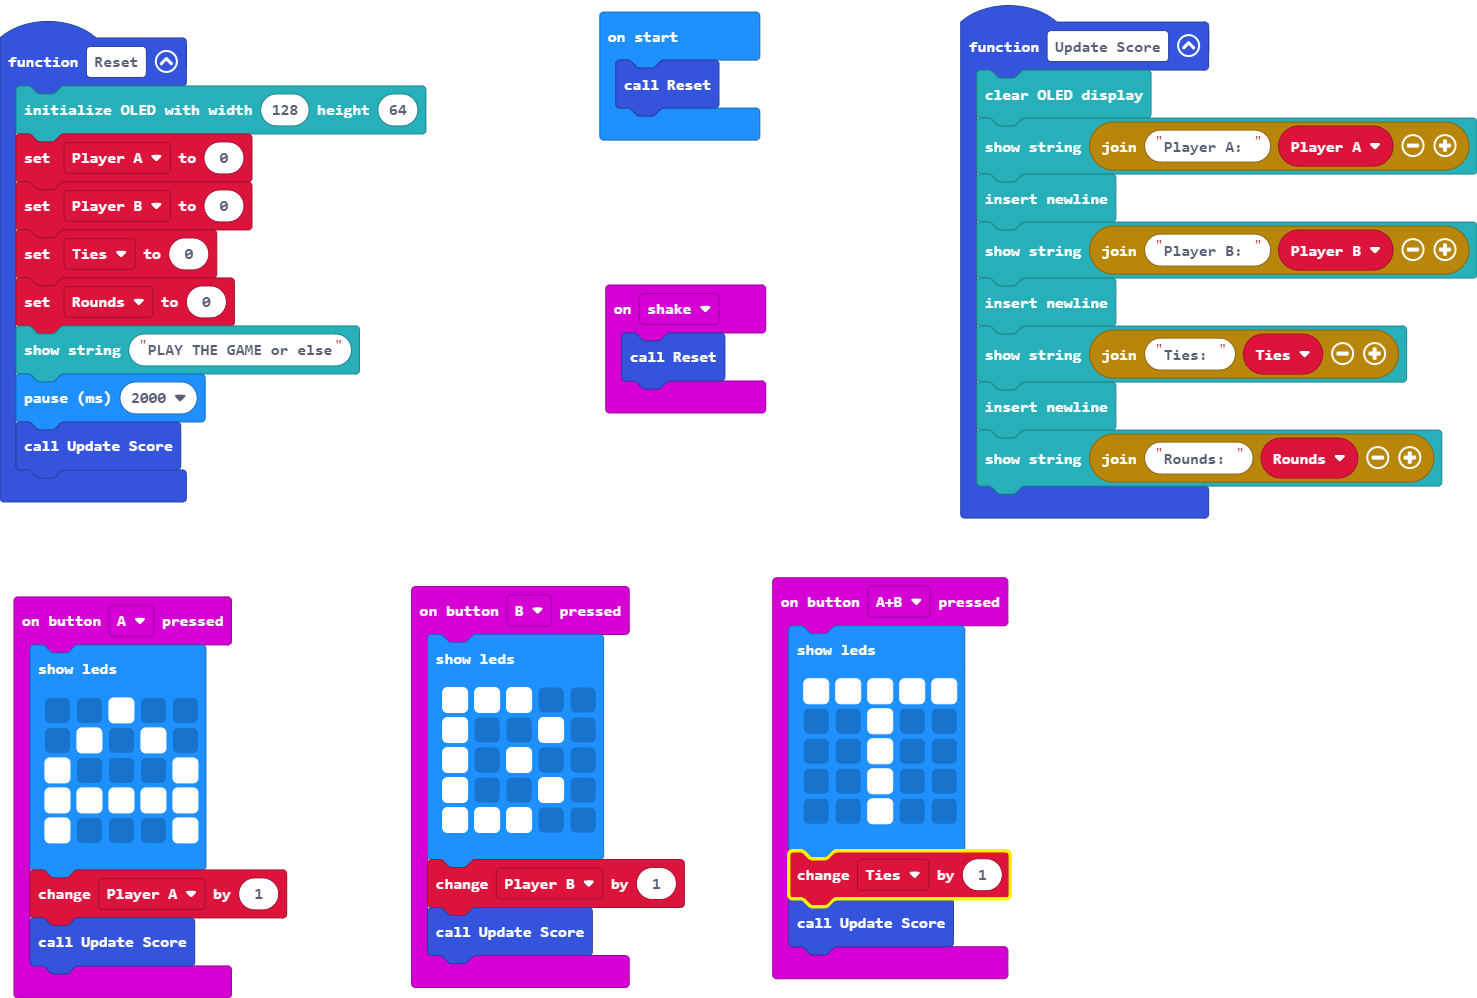 function Reset
initialize OLED with width 128 height 64
set Player A to 0
set Player B to 0
set Ties to 0
set Rounds to 0
show string "PLAY THE GAME or else"
pause (ms) 2000
call Update Score
on start
call Reset
on shake
call Reset
function Update Score
clear OLED display
show string join "Player A: " Player A
insert newline
show string join "Player B: " Player B
insert newline
show string join "Ties: " Ties
insert newline
show string join "Rounds: " Rounds
on button A pressed
show leds
change Player A by 1
call Update Score
on button B pressed
show leds
change Player B by 1
call Update Score
on button A+B pressed
show leds
change Ties by 1
call Update Score